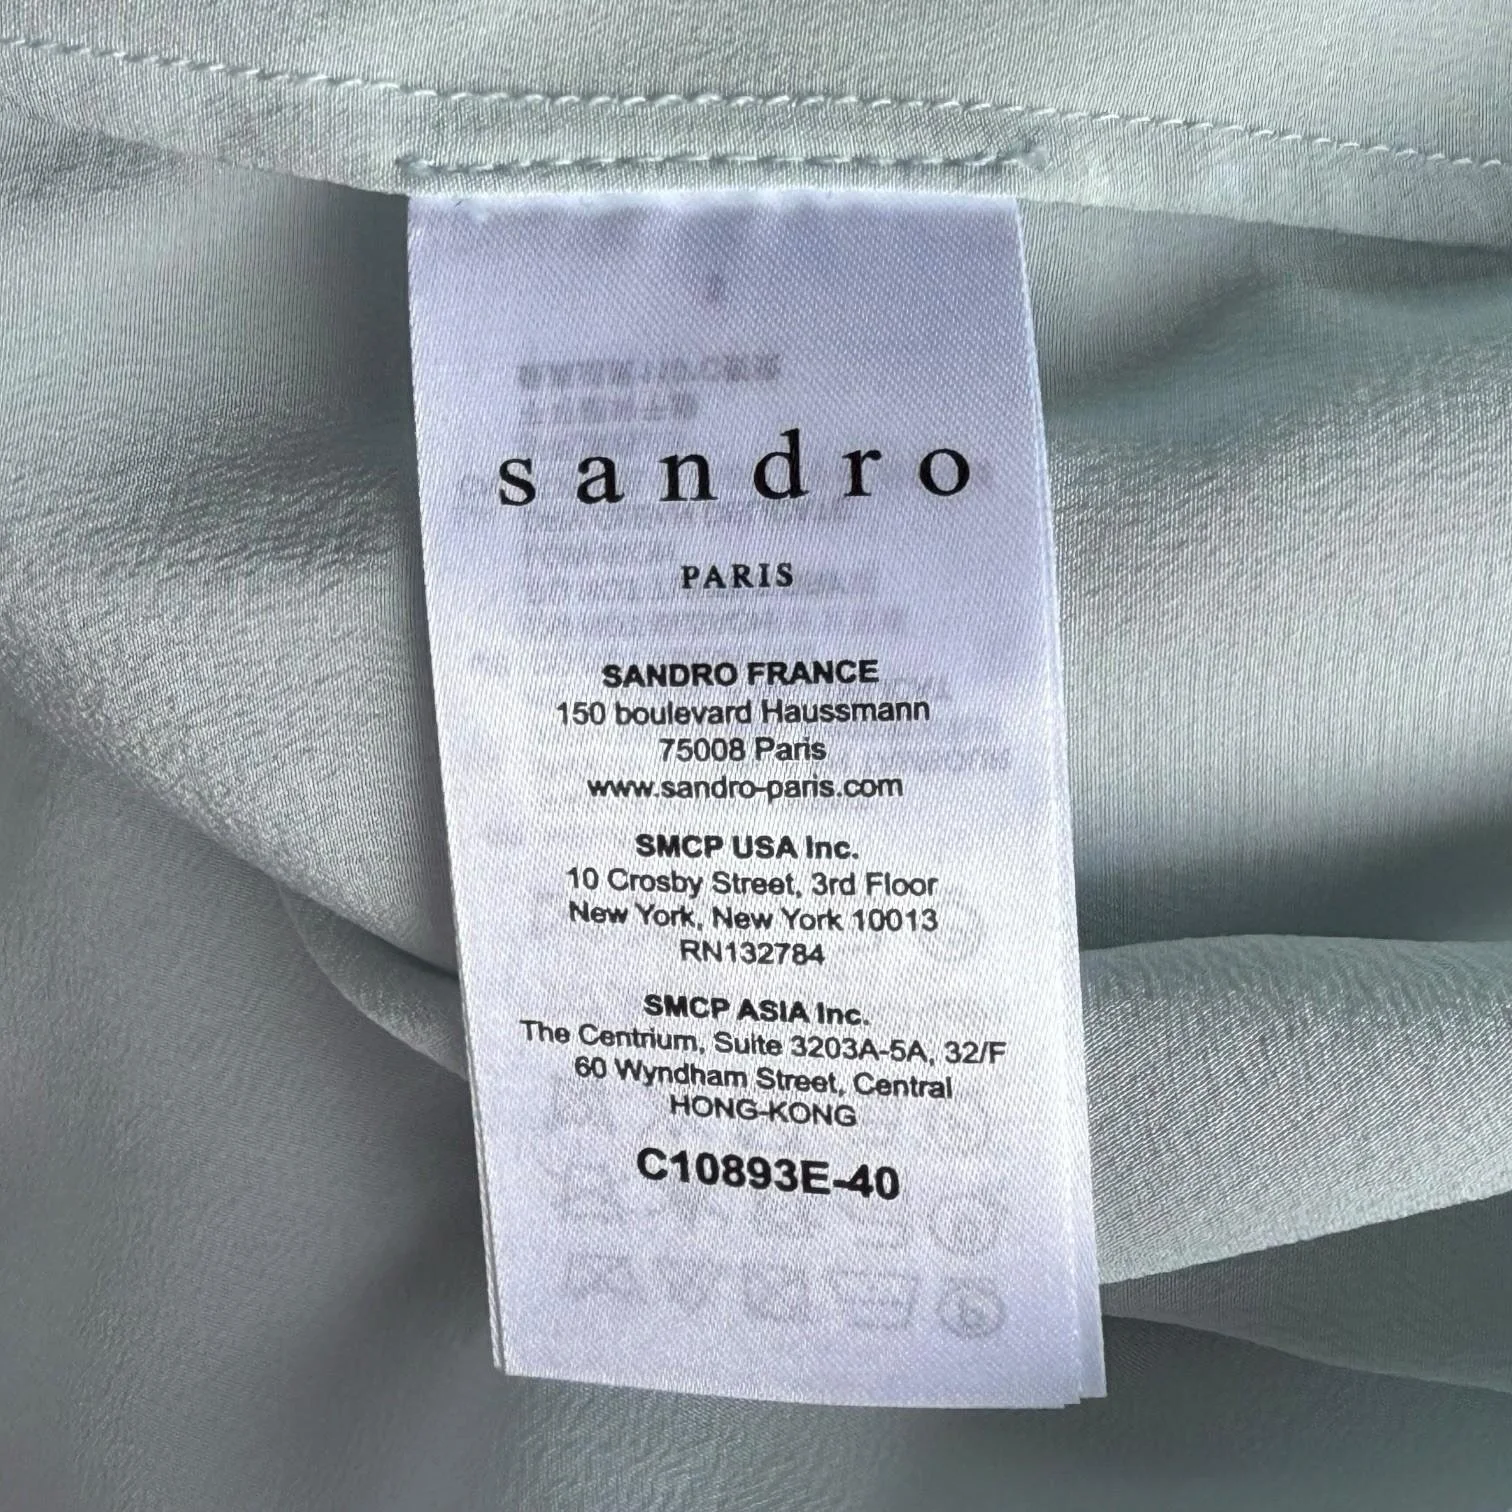 sandro
PARIS
SANDRO FRANCE
150 boulevard Haussmann
75008 Paris
www.sandro-paris.com
SMCP USA Inc.
10 Crosby Street, 3rd Floor
New York, New York 10013
RN132784
SMCP ASIA Inc.
The Centrium, Suite 3203A-5A, 32/F
60 Wyndham Street, Central
HONG-KONG
C10893E-40